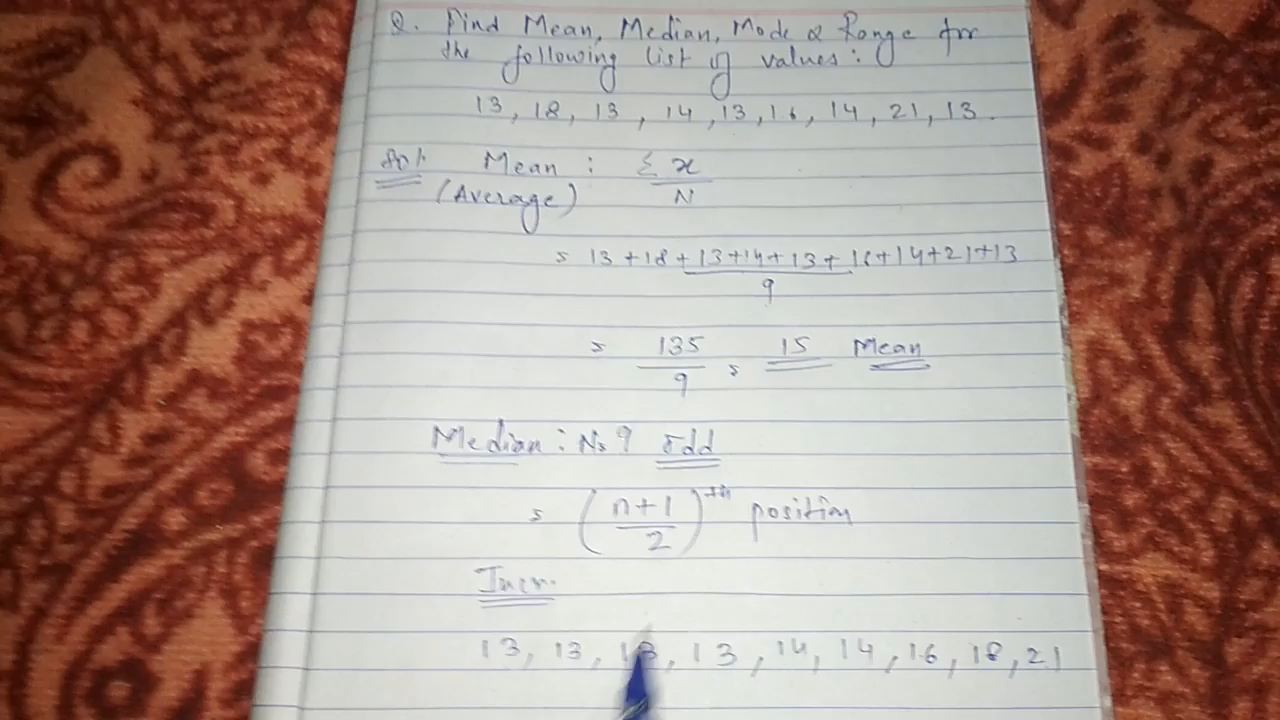 Q. Find Mean, Median, Mode & Range for
the following list of values:
13, 18, 13, 14, 13, 16, 14, 21, 13.
Sol. Mean : Σx
(Average) N
= 13+18+13+14+13+16+14+21+13
9
= 135 = 15 Mean
9
Median : N=9 odd
= (n+1/2)th position
Incr.
13, 13, 13, 13, 14, 14, 16, 18, 21